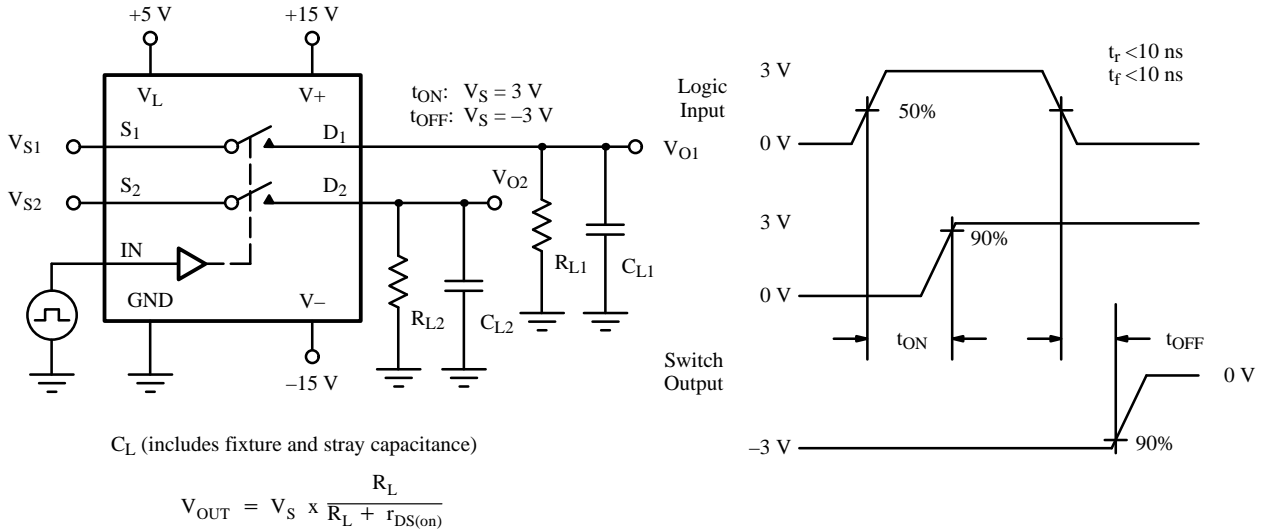 +5 V
+15 V
V_L
V+
t_ON: V_S = 3 V
t_OFF: V_S = –3 V
V_S1
S_1
D_1
V_O1
V_S2
S_2
D_2
V_O2
IN
GND
V–
R_L1
C_L1
R_L2
C_L2
–15 V
C_L (includes fixture and stray capacitance)
V_OUT = V_S x R_L / (R_L + r_DS(on))
t_r <10 ns
t_f <10 ns
Logic
Input
3 V
50%
0 V
3 V
90%
0 V
t_ON
t_OFF
Switch
Output
0 V
–3 V
90%